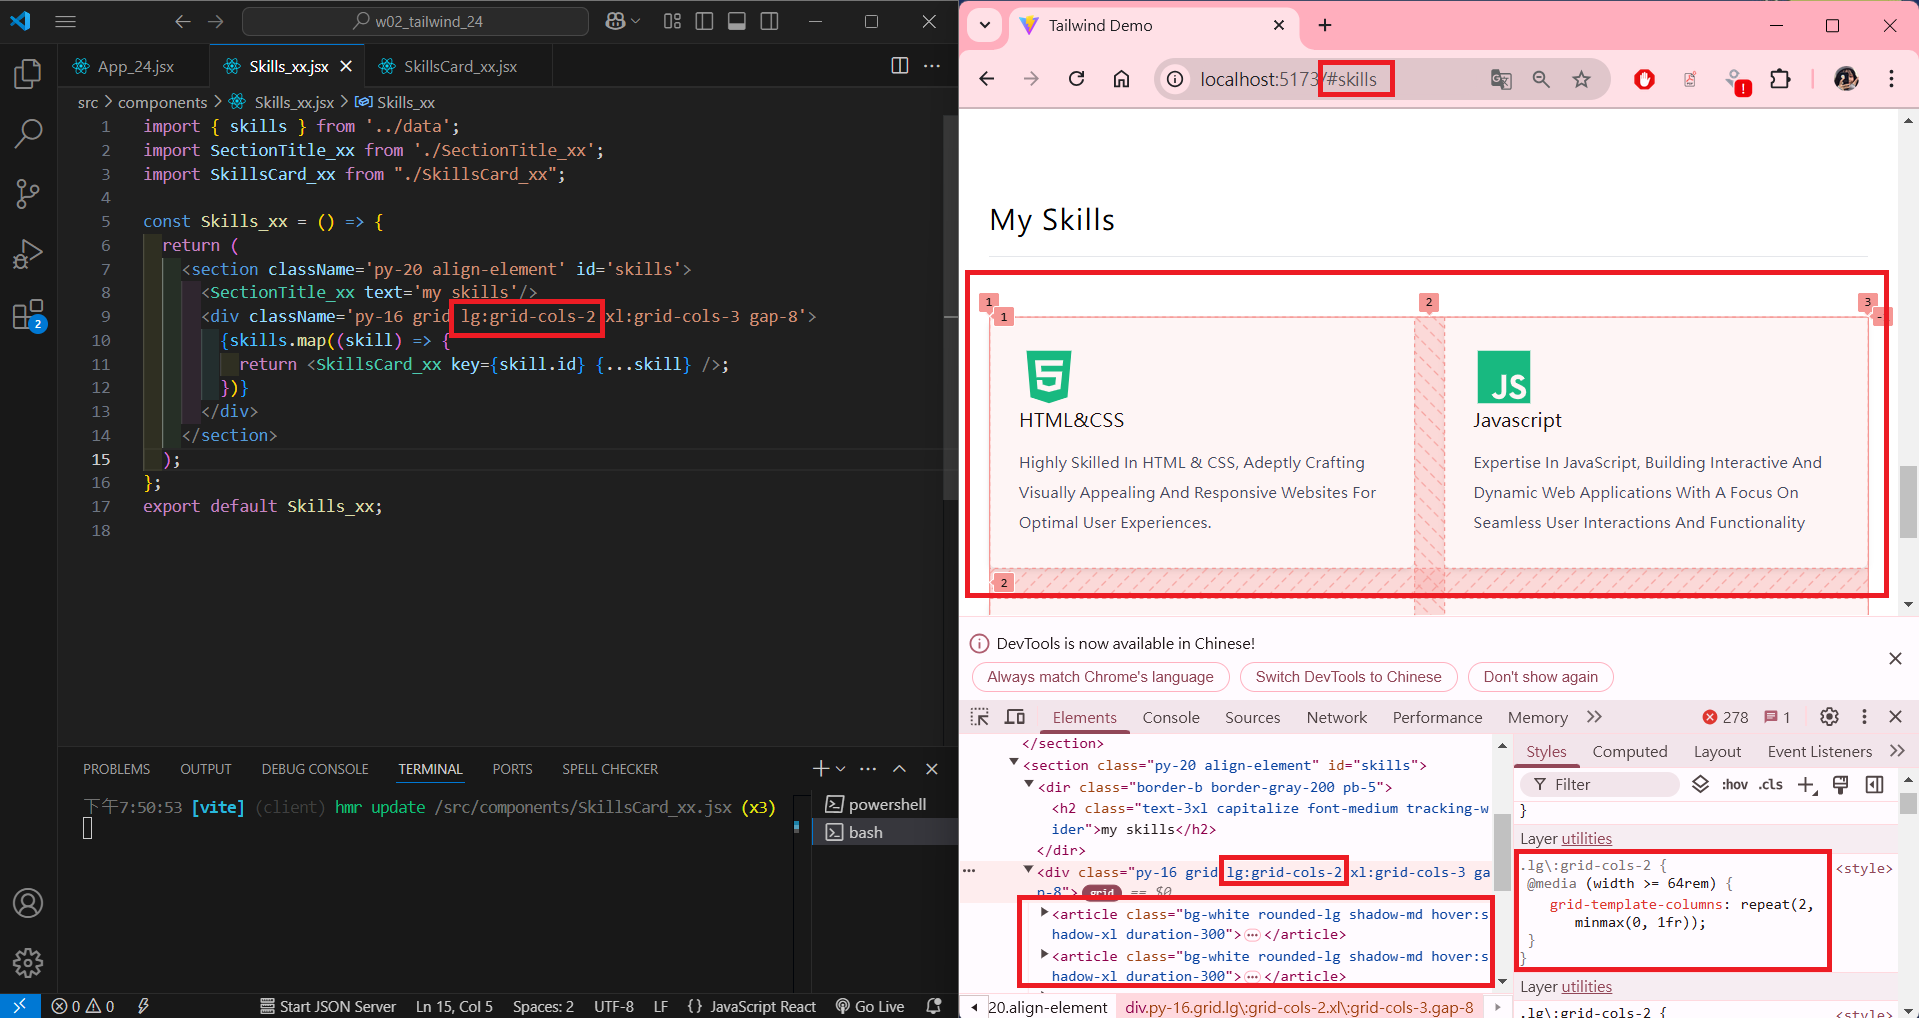 w02_tailwind_24
App_24.jsx
Skills_xx.jsx
SkillsCard_xx.jsx
src > components > Skills_xx.jsx > Skills_xx
1 import { skills } from '../data';
2 import SectionTitle_xx from './SectionTitle_xx';
3 import SkillsCard_xx from "./SkillsCard_xx";
4
5 const Skills_xx = () => {
6 return (
7 <section className='py-20 align-element' id='skills'>
8 <SectionTitle_xx text='my skills'/>
9 <div className='py-16 grid lg:grid-cols-2 xl:grid-cols-3 gap-8'>
10 {skills.map((skill) => {
11 return <SkillsCard_xx key={skill.id} {...skill} />;
12 })}
13 </div>
14 </section>
15 );
16 };
17 export default Skills_xx;
18
2
PROBLEMS OUTPUT DEBUG CONSOLE TERMINAL PORTS SPELL CHECKER
下午7:50:53 [vite] (client) hmr update /src/components/SkillsCard_xx.jsx (x3)
powershell
bash
0 0 Start JSON Server Ln 15, Col 5 Spaces: 2 UTF-8 LF {} JavaScript React Go Live
Tailwind Demo
localhost:5173/#skills
My Skills
1 2 3
1 -
HTML&CSS
Highly Skilled In HTML & CSS, Adeptly Crafting
Visually Appealing And Responsive Websites For
Optimal User Experiences.
Javascript
Expertise In JavaScript, Building Interactive And
Dynamic Web Applications With A Focus On
Seamless User Interactions And Functionality
2
DevTools is now available in Chinese!
Always match Chrome's language
Switch DevTools to Chinese
Don't show again
Elements Console Sources Network Performance Memory 278 1
</section>
<section class="py-20 align-element" id="skills">
<dir class="border-b border-gray-200 pb-5">
<h2 class="text-3xl capitalize font-medium tracking-w
ider">my skills</h2>
</dir>
<div class="py-16 grid lg:grid-cols-2 xl:grid-cols-3 ga
p-8"> grid == $0
<article class="bg-white rounded-lg shadow-md hover:s
hadow-xl duration-300"> … </article>
<article class="bg-white rounded-lg shadow-md hover:s
hadow-xl duration-300"> … </article>
20.align-element div.py-16.grid.lg\:grid-cols-2.xl\:grid-cols-3.gap-8
Styles Computed Layout Event Listeners
Filter :hov .cls
}
Layer utilities
.lg\:grid-cols-2 { <style>
@media (width >= 64rem) {
grid-template-columns: repeat(2,
minmax(0, 1fr));
}
}
Layer utilities
.lg\:grid-cols-2 { <style>